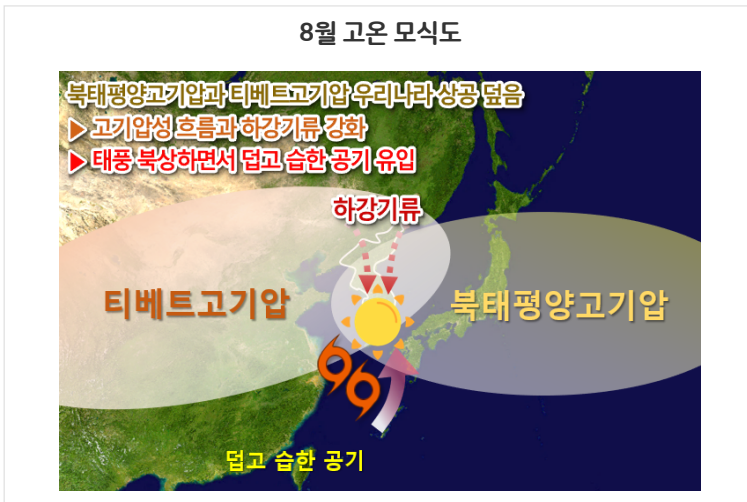 8월 고온 모식도
북태평양고기압과 티베트고기압 우리나라 상공 덮음
▶ 고기압성 흐름과 하강기류 강화
▶ 태풍 북상하면서 덥고 습한 공기 유입
하강기류
티베트고기압
북태평양고기압
덥고 습한 공기